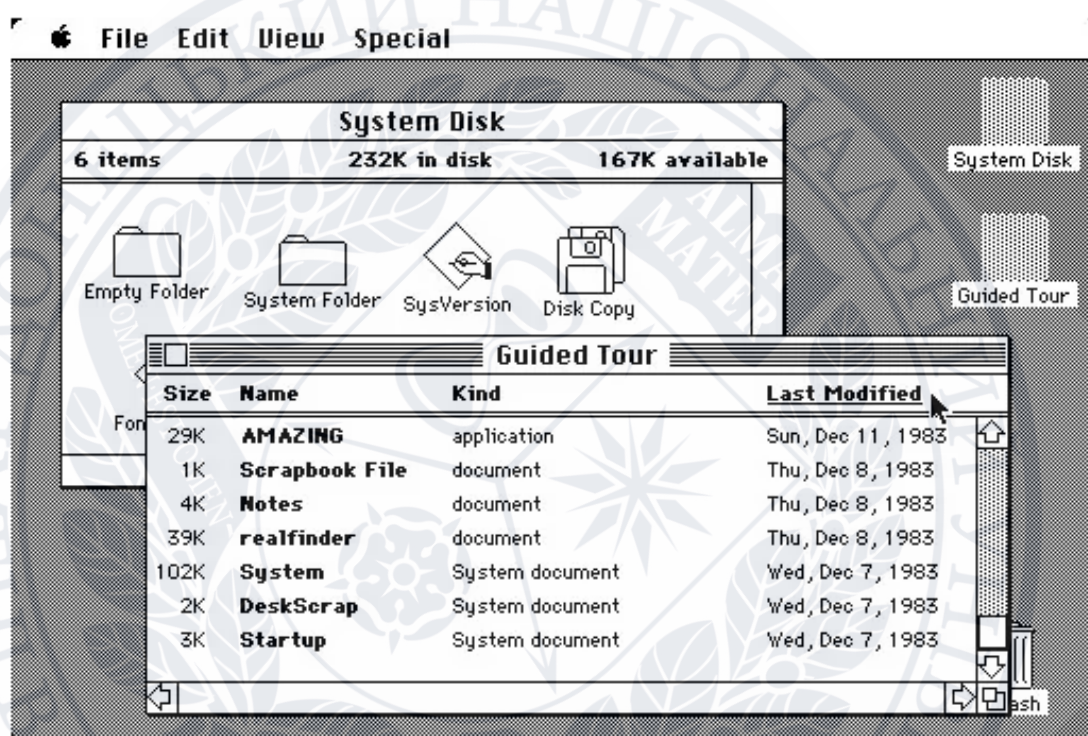 File Edit View Special
System Disk
6 items 232K in disk 167K available
Empty Folder System Folder SysVersion Disk Copy
Fon
System Disk
Guided Tour
Guided Tour
Size Name Kind Last Modified
29K AMAZING application Sun, Dec 11, 1983
1K Scrapbook File document Thu, Dec 8, 1983
4K Notes document Thu, Dec 8, 1983
39K realfinder document Thu, Dec 8, 1983
102K System System document Wed, Dec 7, 1983
2K DeskScrap System document Wed, Dec 7, 1983
3K Startup System document Wed, Dec 7, 1983
ash
ALMA
MATER